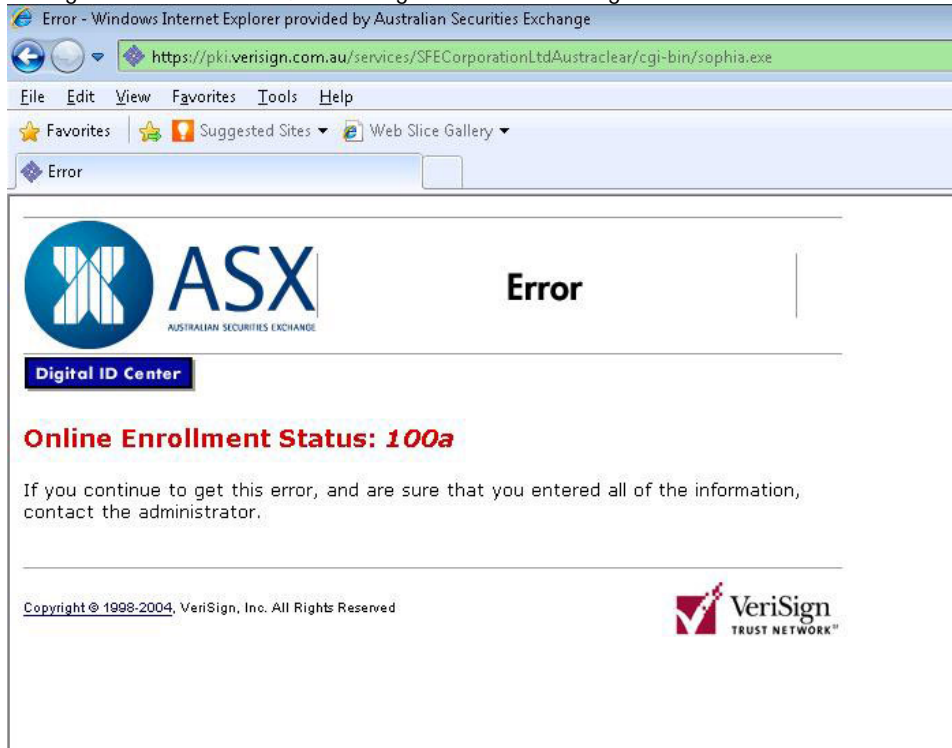 Error - Windows Internet Explorer provided by Australian Securities Exchange
https://pki.verisign.com.au/services/SFECorporationLtdAustraclear/cgi-bin/sophia.exe
File Edit View Favorites Tools Help
Favorites Suggested Sites Web Slice Gallery
Error
ASX
AUSTRALIAN SECURITIES EXCHANGE
Error
Digital ID Center
Online Enrollment Status: 100a
If you continue to get this error, and are sure that you entered all of the information,
contact the administrator.
Copyright © 1998-2004, VeriSign, Inc. All Rights Reserved
VeriSign
TRUST NETWORK